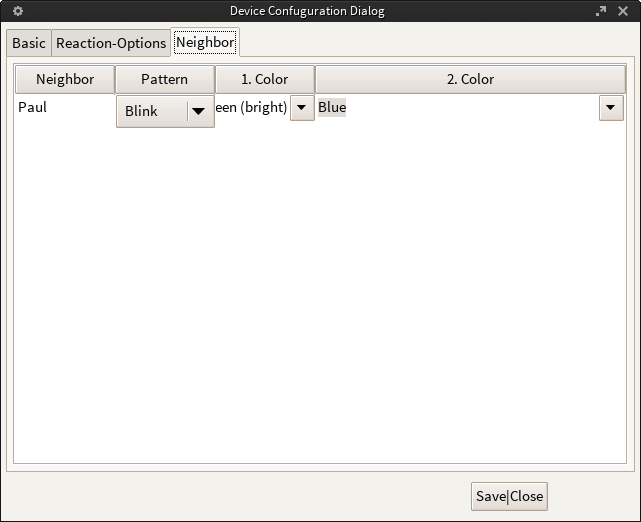 Device Confuguration Dialog
Basic Reaction-Options Neighbor
Neighbor Pattern 1. Color 2. Color
Paul Blink een (bright) Blue
Save|Close